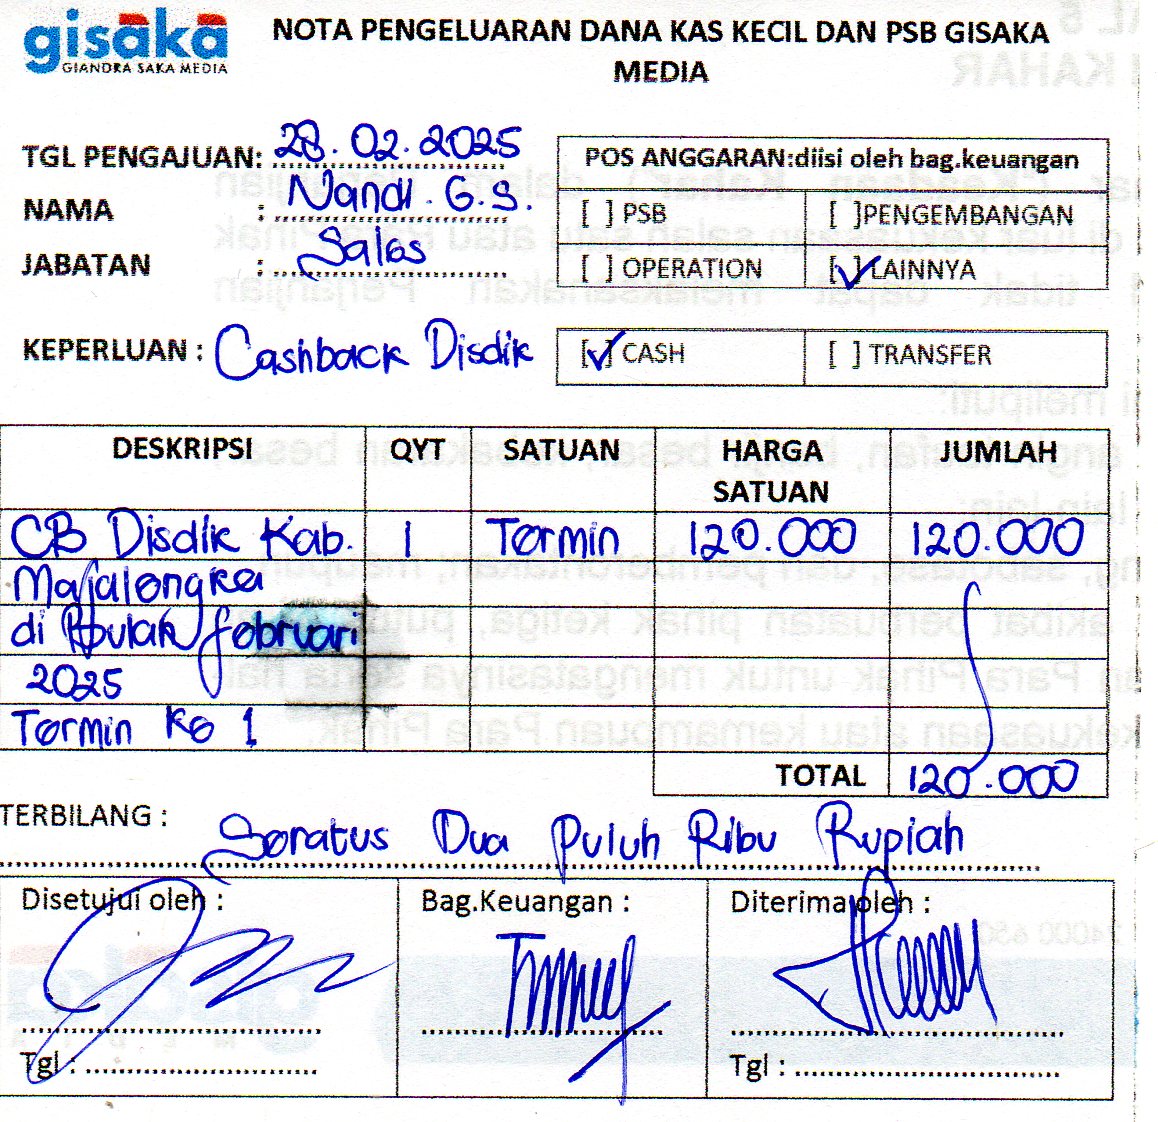 gisaka
GIANDRA SAKA MEDIA
NOTA PENGELUARAN DANA KAS KECIL DAN PSB GISAKA
MEDIA
TGL PENGAJUAN: 28.02.2025
NAMA : Nandi. G.S.
JABATAN : Sales
POS ANGGARAN:diisi oleh bag.keuangan
[ ] PSB [ ]PENGEMBANGAN
[ ] OPERATION [✓]LAINNYA
KEPERLUAN : Cashback Disdik
[✓] CASH [ ] TRANSFER
DESKRIPSI QYT SATUAN HARGA SATUAN JUMLAH
CB Disdik Kab. 1 Termin 120.000 120.000
Majalengka
di Bulan februari
2025
Termin Ke 1
TOTAL 120.000
TERBILANG : Seratus Dua Puluh Ribu Rupiah
Disetujui oleh : Bag.Keuangan : Diterima oleh :
Tgl : Tgl :